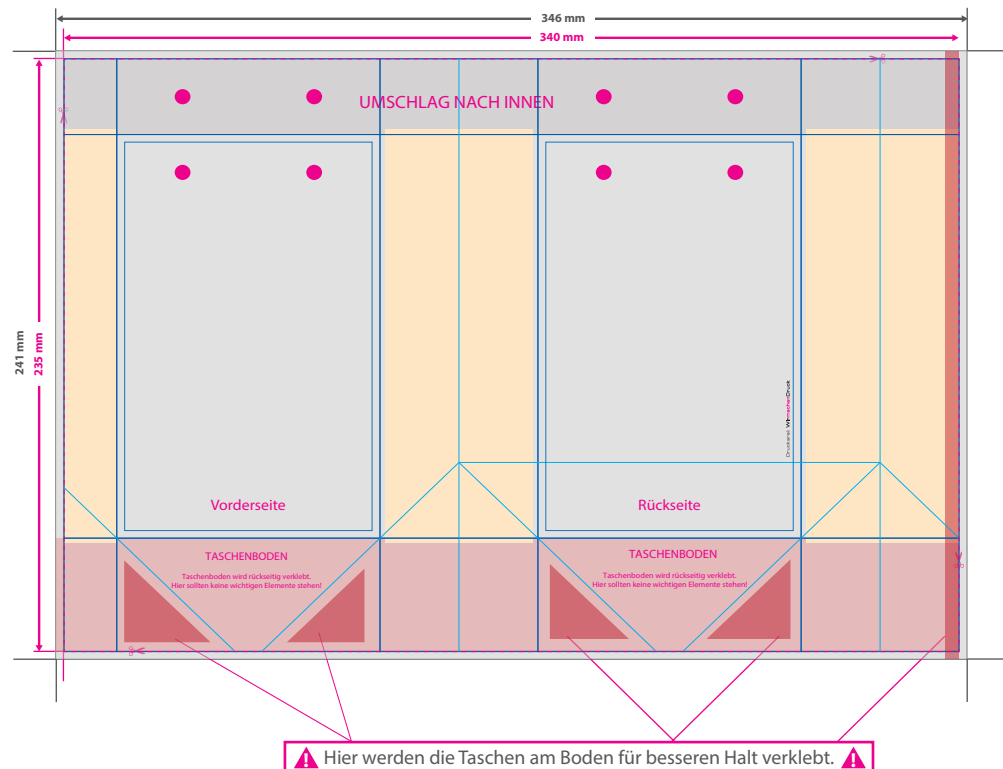 346 mm
340 mm
UMSCHLAG NACH INNEN
241 mm
235 mm
Druckerei WirmachenDruck
Vorderseite
Rückseite
TASCHENBODEN
Taschenboden wird rückseitig verklebt.
Hier sollten keine wichtigen Elemente stehen!
TASCHENBODEN
Taschenboden wird rückseitig verklebt.
Hier sollten keine wichtigen Elemente stehen!
Hier werden die Taschen am Boden für besseren Halt verklebt.